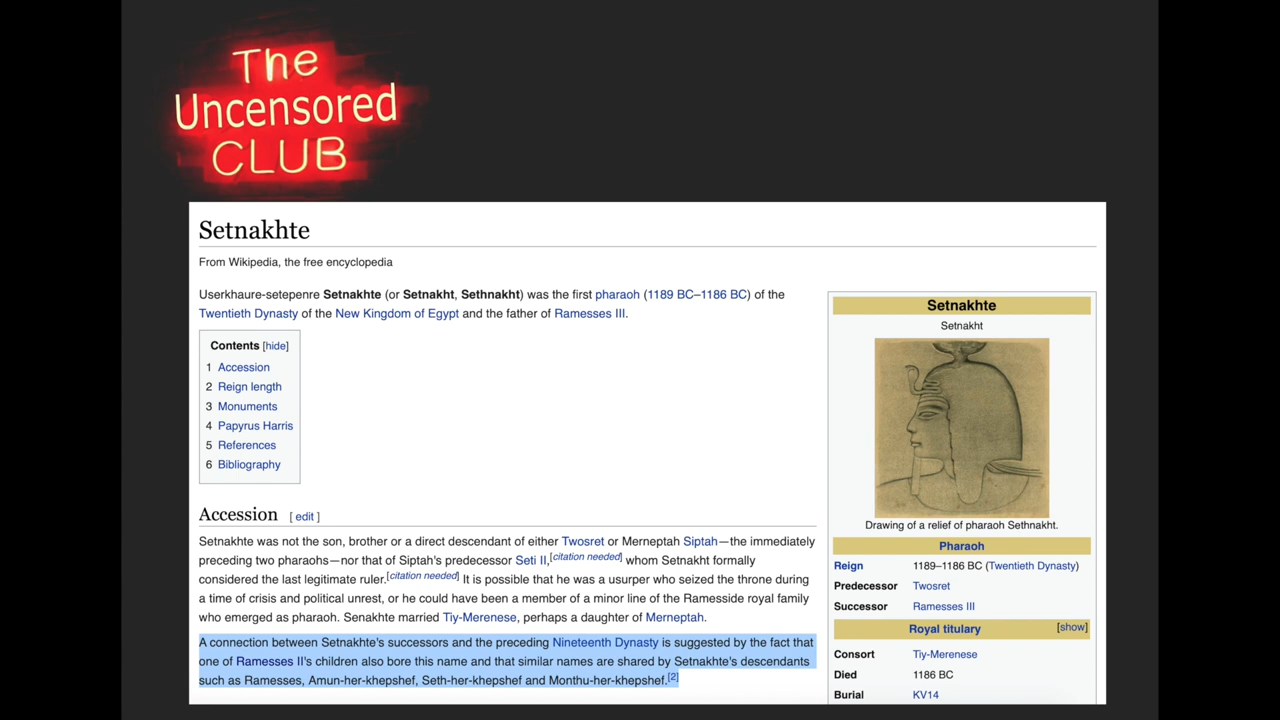 The
Uncensored
CLUB
Setnakhte
From Wikipedia, the free encyclopedia
Userkhaure-setepenre Setnakhte (or Setnakht, Sethnakht) was the first pharaoh (1189 BC–1186 BC) of the
Twentieth Dynasty of the New Kingdom of Egypt and the father of Ramesses III.
Contents [hide]
1 Accession
2 Reign length
3 Monuments
4 Papyrus Harris
5 References
6 Bibliography
Accession [ edit ]
Setnakhte was not the son, brother or a direct descendant of either Twosret or Merneptah Siptah—the immediately
preceding two pharaohs—nor that of Siptah's predecessor Seti II,[citation needed] whom Setnakht formally
considered the last legitimate ruler.[citation needed] It is possible that he was a usurper who seized the throne during
a time of crisis and political unrest, or he could have been a member of a minor line of the Ramesside royal family
who emerged as pharaoh. Senakhte married Tiy-Merenese, perhaps a daughter of Merneptah.
A connection between Setnakhte's successors and the preceding Nineteenth Dynasty is suggested by the fact that
one of Ramesses II's children also bore this name and that similar names are shared by Setnakhte's descendants
such as Ramesses, Amun-her-khepshef, Seth-her-khepshef and Monthu-her-khepshef.[2]
Setnakhte
Setnakht
Drawing of a relief of pharaoh Sethnakht.
Pharaoh
Reign 1189–1186 BC (Twentieth Dynasty)
Predecessor Twosret
Successor Ramesses III
Royal titulary [show]
Consort Tiy-Merenese
Died 1186 BC
Burial KV14